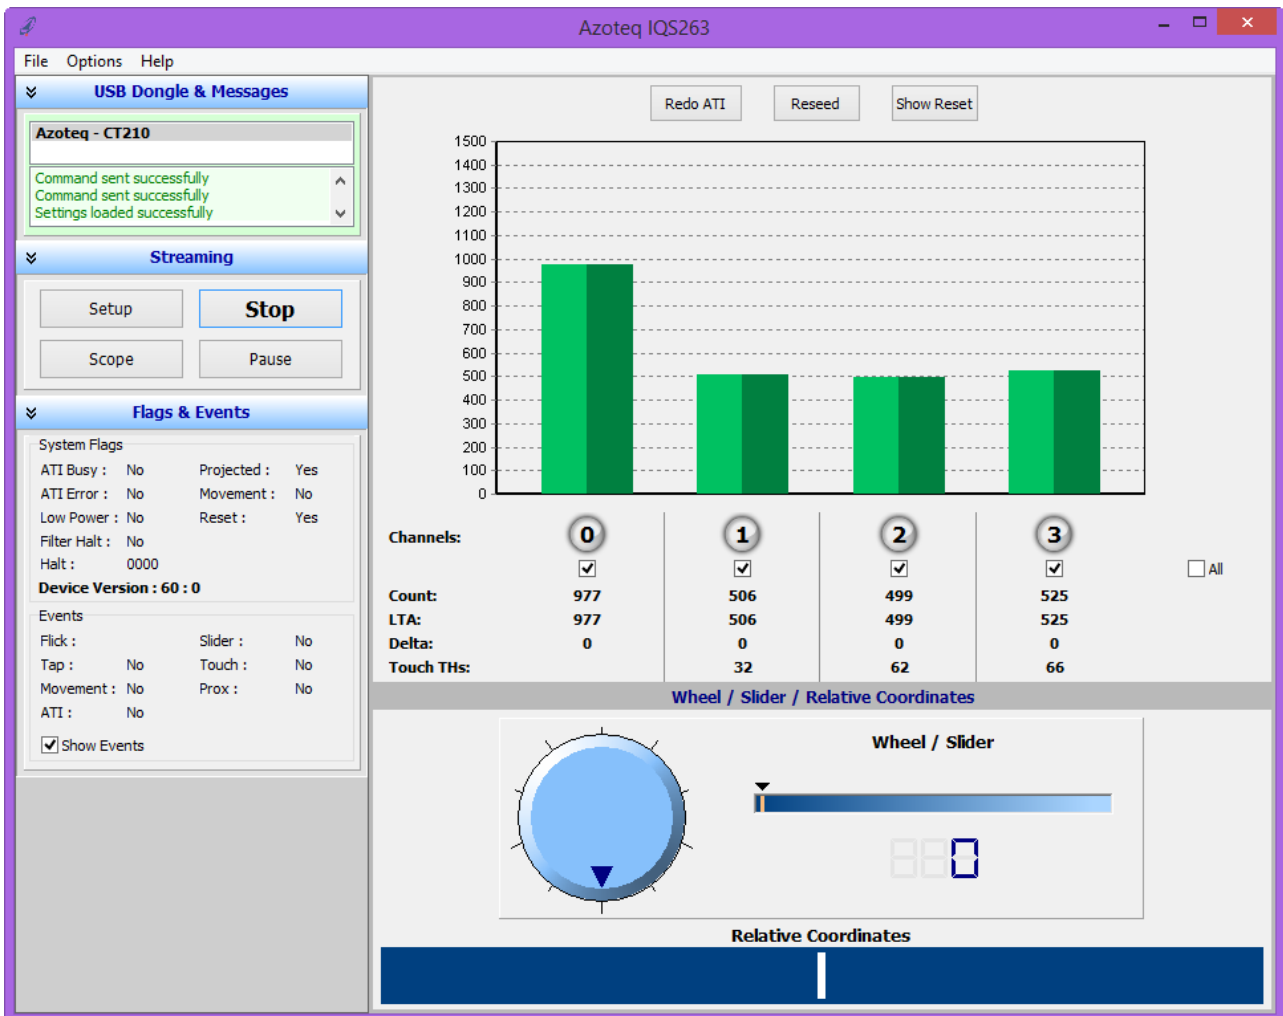 Azoteq IQS263
File Options Help
USB Dongle & Messages
Azoteq - CT210
Command sent successfully
Command sent successfully
Settings loaded successfully
Streaming
Setup Stop
Scope Pause
Flags & Events
System Flags
ATI Busy : No Projected : Yes
ATI Error : No Movement : No
Low Power : No Reset : Yes
Filter Halt : No
Halt : 0000
Device Version : 60 : 0
Events
Flick : Slider : No
Tap : No Touch : No
Movement : No Prox : No
ATI : No
Show Events
Redo ATI Reseed Show Reset
1500
1400
1300
1200
1100
1000
900
800
700
600
500
400
300
200
100
0
Channels: 0 1 2 3
All
Count: 977 506 499 525
LTA: 977 506 499 525
Delta: 0 0 0 0
Touch THs: 32 62 66
Wheel / Slider / Relative Coordinates
Wheel / Slider
0
Relative Coordinates